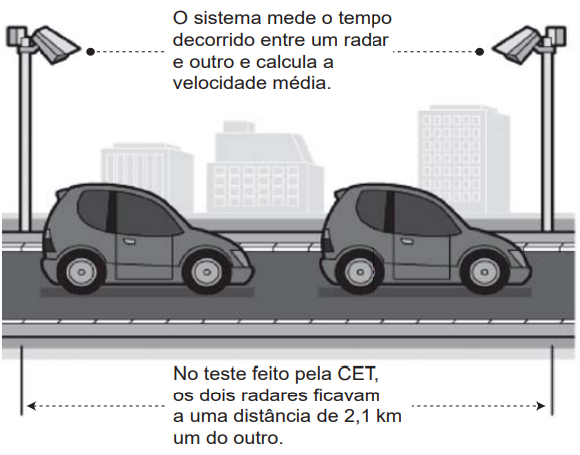 O sistema mede o tempo
decorrido entre um radar
e outro e calcula a
velocidade média.
No teste feito pela CET,
os dois radares ficavam
a uma distância de 2,1 km
um do outro.